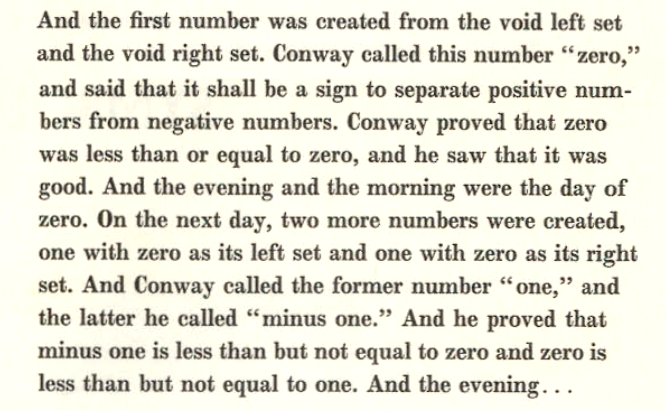 And the first number was created from the void left set
and the void right set. Conway called this number “zero,”
and said that it shall be a sign to separate positive num-
bers from negative numbers. Conway proved that zero
was less than or equal to zero, and he saw that it was
good. And the evening and the morning were the day of
zero. On the next day, two more numbers were created,
one with zero as its left set and one with zero as its right
set. And Conway called the former number “one,” and
the latter he called “minus one.” And he proved that
minus one is less than but not equal to zero and zero is
less than but not equal to one. And the evening...